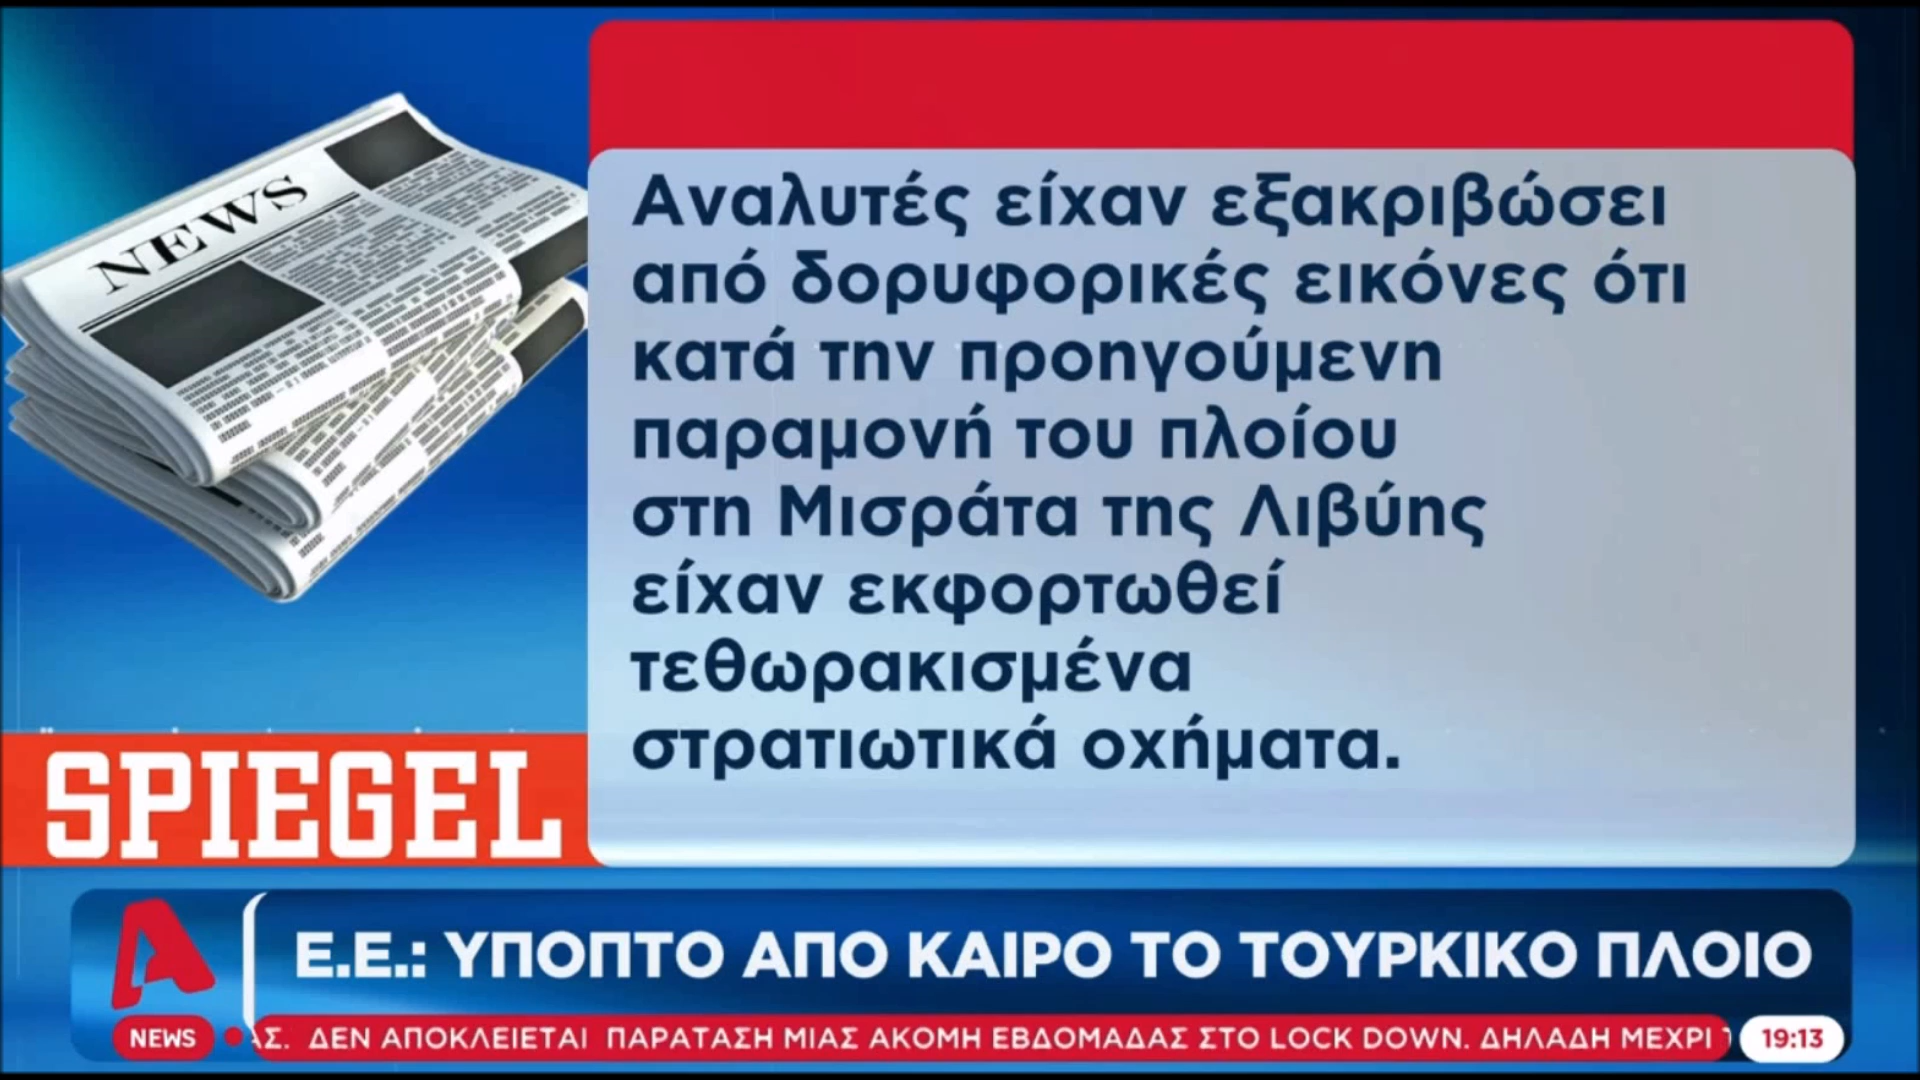 NEWS
Αναλυτές είχαν εξακριβώσει
από δορυφορικές εικόνες ότι
κατά την προηγούμενη
παραμονή του πλοίου
στη Μισράτα της Λιβύης
είχαν εκφορτωθεί
τεθωρακισμένα
στρατιωτικά οχήματα.
SPIEGEL
Ε.Ε.: ΥΠΟΠΤΟ ΑΠΟ ΚΑΙΡΟ ΤΟ ΤΟΥΡΚΙΚΟ ΠΛΟΙΟ
NEWS ΑΣ. ΔΕΝ ΑΠΟΚΛΕΙΕΤΑΙ ΠΑΡΑΤΑΣΗ ΜΙΑΣ ΑΚΟΜΗ ΕΒΔΟΜΑΔΑΣ ΣΤΟ LOCK DOWN. ΔΗΛΑΔΗ ΜΕΧΡΙ 19:13